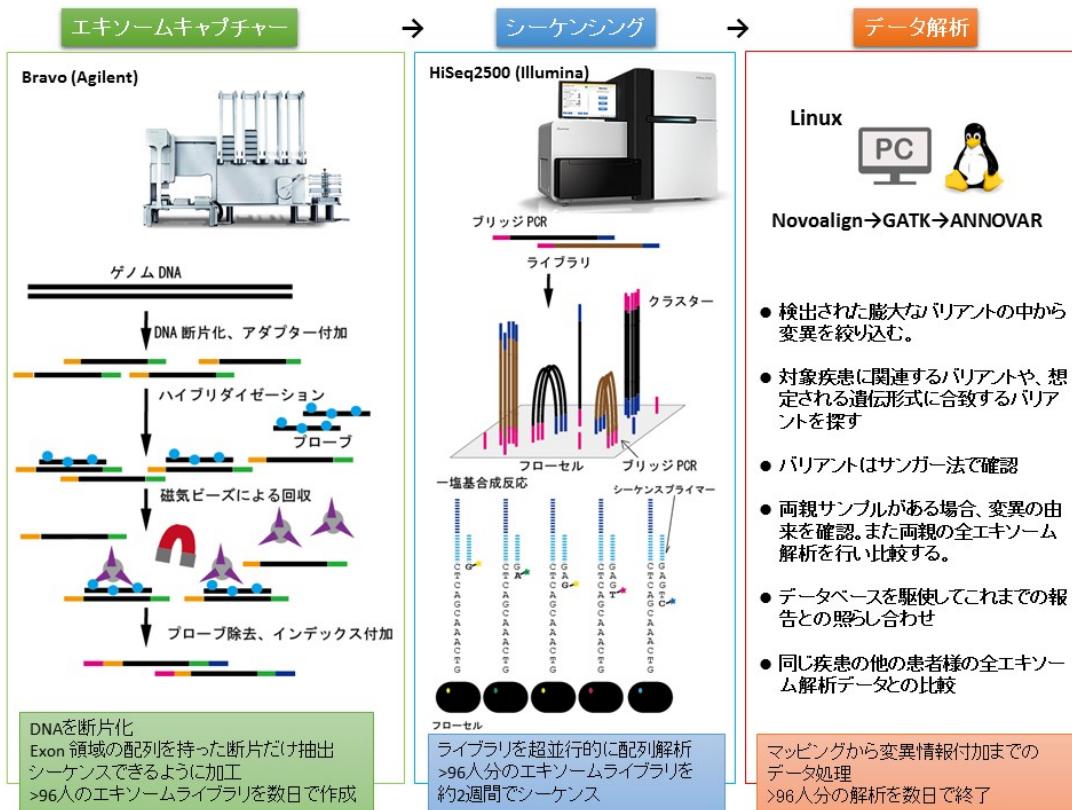 エキソームキャプチャー
→
シーケンシング
→
データ解析
Bravo (Agilent)
ゲノム DNA
DNA 断片化、アダプター付加
ハイブリダイゼーション
プローブ
磁気ビーズによる回収
プローブ除去、インデックス付加
DNAを断片化
Exon 領域の配列を持った断片だけ抽出
シーケンスできるように加工
>96人のエキソームライブラリを数日で作成
HiSeq2500 (Illumina)
ブリッジ PCR
ライブラリ
クラスター
フローセル
ブリッジ PCR
一塩基合成反応
シーケンスプライマー
G
GA
GAG
GAGT
GAGTC
CTCAGCAAACTG
CTCAGCAAACTG
CTCAGCAAACTG
CTCAGCAAACTG
CTCAGCAAACTG
フローセル
ライブラリを超並行的に配列解析
>96人分のエキソームライブラリを
約2週間でシーケンス
Linux
PC
Novoalign→GATK→ANNOVAR
● 検出された膨大なバリアントの中から
変異を絞り込む。
● 対象疾患に関連するバリアントや、想
定される遺伝形式に合致するバリア
ントを探す
● バリアントはサンガー法で確認
● 両親サンプルがある場合、変異の由
来を確認。また両親の全エキソーム
解析を行い比較する。
● データベースを駆使してこれまでの報
告との照らし合わせ
● 同じ疾患の他の患者様の全エキソー
ム解析データとの比較
マッピングから変異情報付加までの
データ処理
>96人分の解析を数日で終了